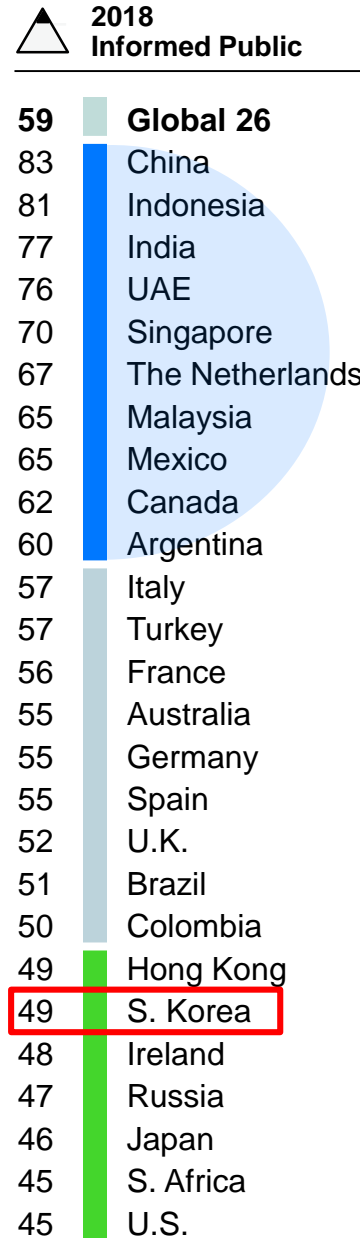 2018
Informed Public
59 Global 26
83 China
81 Indonesia
77 India
76 UAE
70 Singapore
67 The Netherlands
65 Malaysia
65 Mexico
62 Canada
60 Argentina
57 Italy
57 Turkey
56 France
55 Australia
55 Germany
55 Spain
52 U.K.
51 Brazil
50 Colombia
49 Hong Kong
49 S. Korea
48 Ireland
47 Russia
46 Japan
45 S. Africa
45 U.S.